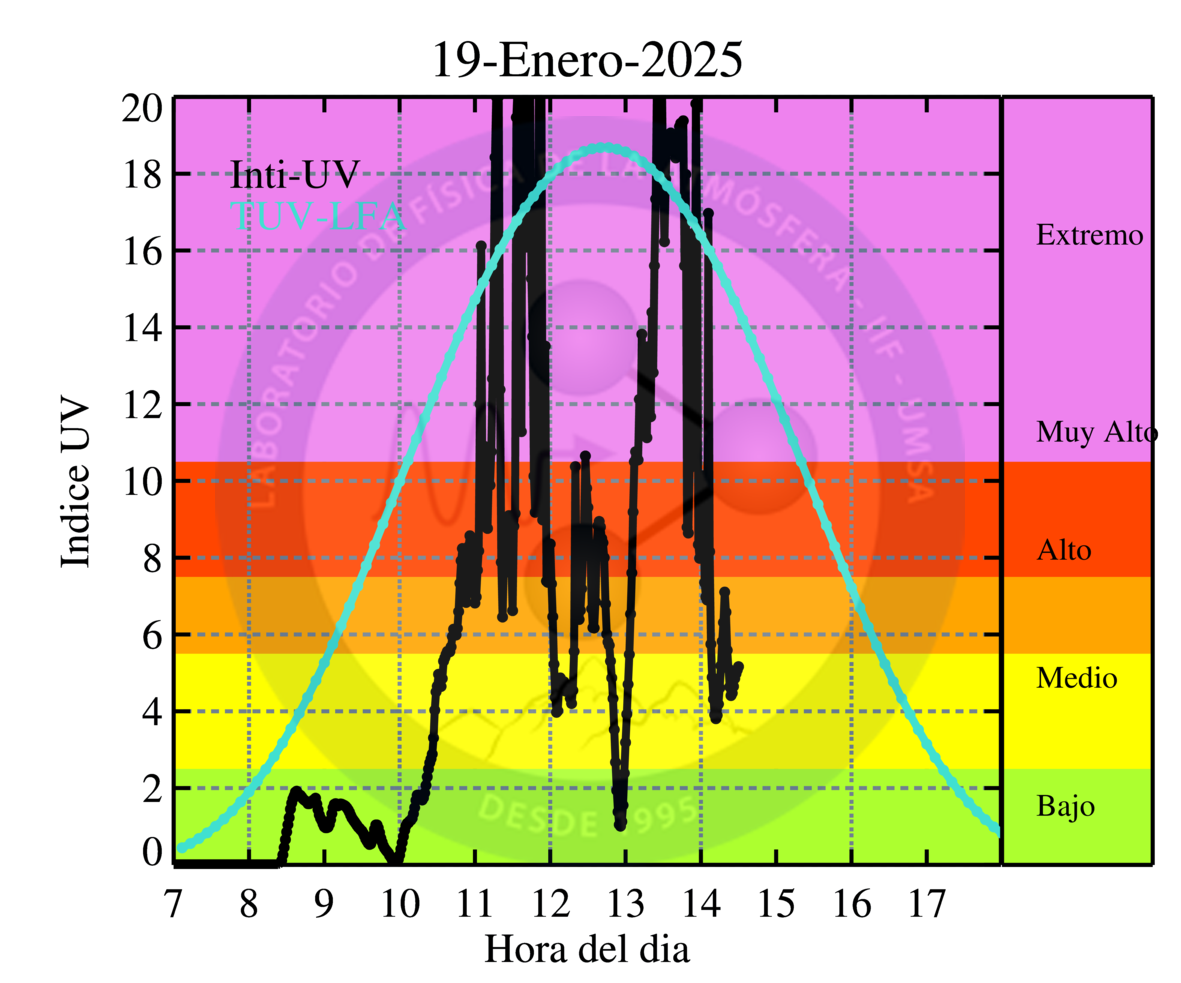 19-Enero-2025
Indice UV
20
18
16
14
12
10
8
6
4
2
0
Inti-UV
TUV-LFA
LABORATORIO DE FÍSICA DE LA ATMÓSFERA - IIF - UMSA
DESDE 1995
Extremo
Muy Alto
Alto
Medio
Bajo
7 8 9 10 11 12 13 14 15 16 17
Hora del dia